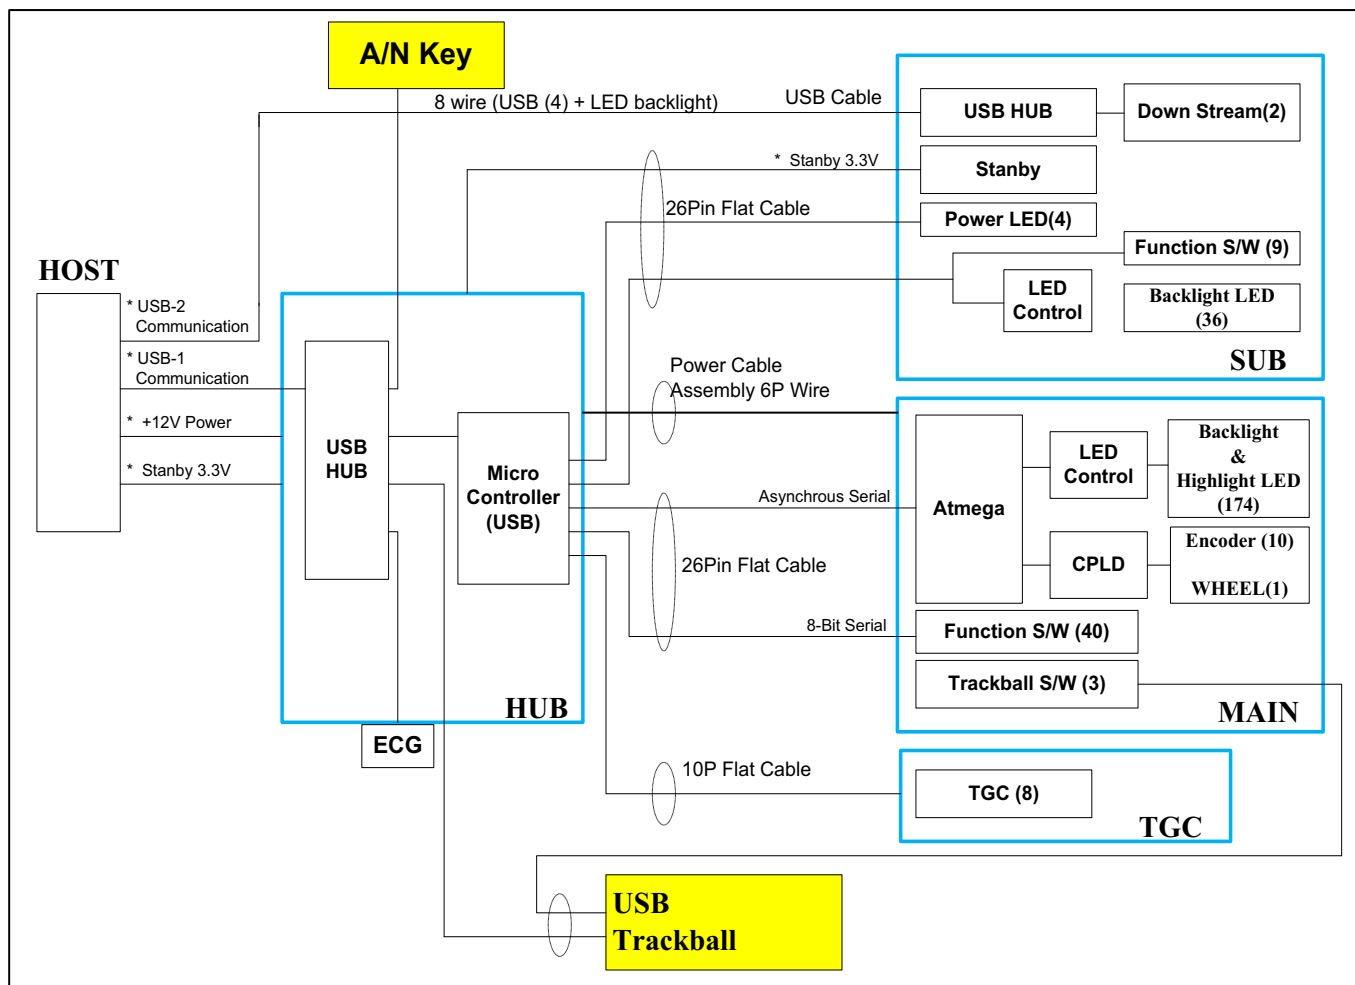 A/N Key
8 wire (USB (4) + LED backlight)
USB Cable
USB HUB
Down Stream(2)
* Stanby 3.3V
Stanby
26Pin Flat Cable
Power LED(4)
Function S/W (9)
LED
Control
Backlight LED
(36)
SUB
HOST
* USB-2
Communication
* USB-1
Communication
* +12V Power
* Stanby 3.3V
USB
HUB
Micro
Controller
(USB)
HUB
ECG
Power Cable
Assembly 6P Wire
Asynchrous Serial
26Pin Flat Cable
8-Bit Serial
Atmega
LED
Control
Backlight
&
Highlight LED
(174)
CPLD
Encoder (10)
WHEEL(1)
Function S/W (40)
Trackball S/W (3)
MAIN
10P Flat Cable
TGC (8)
TGC
USB
Trackball